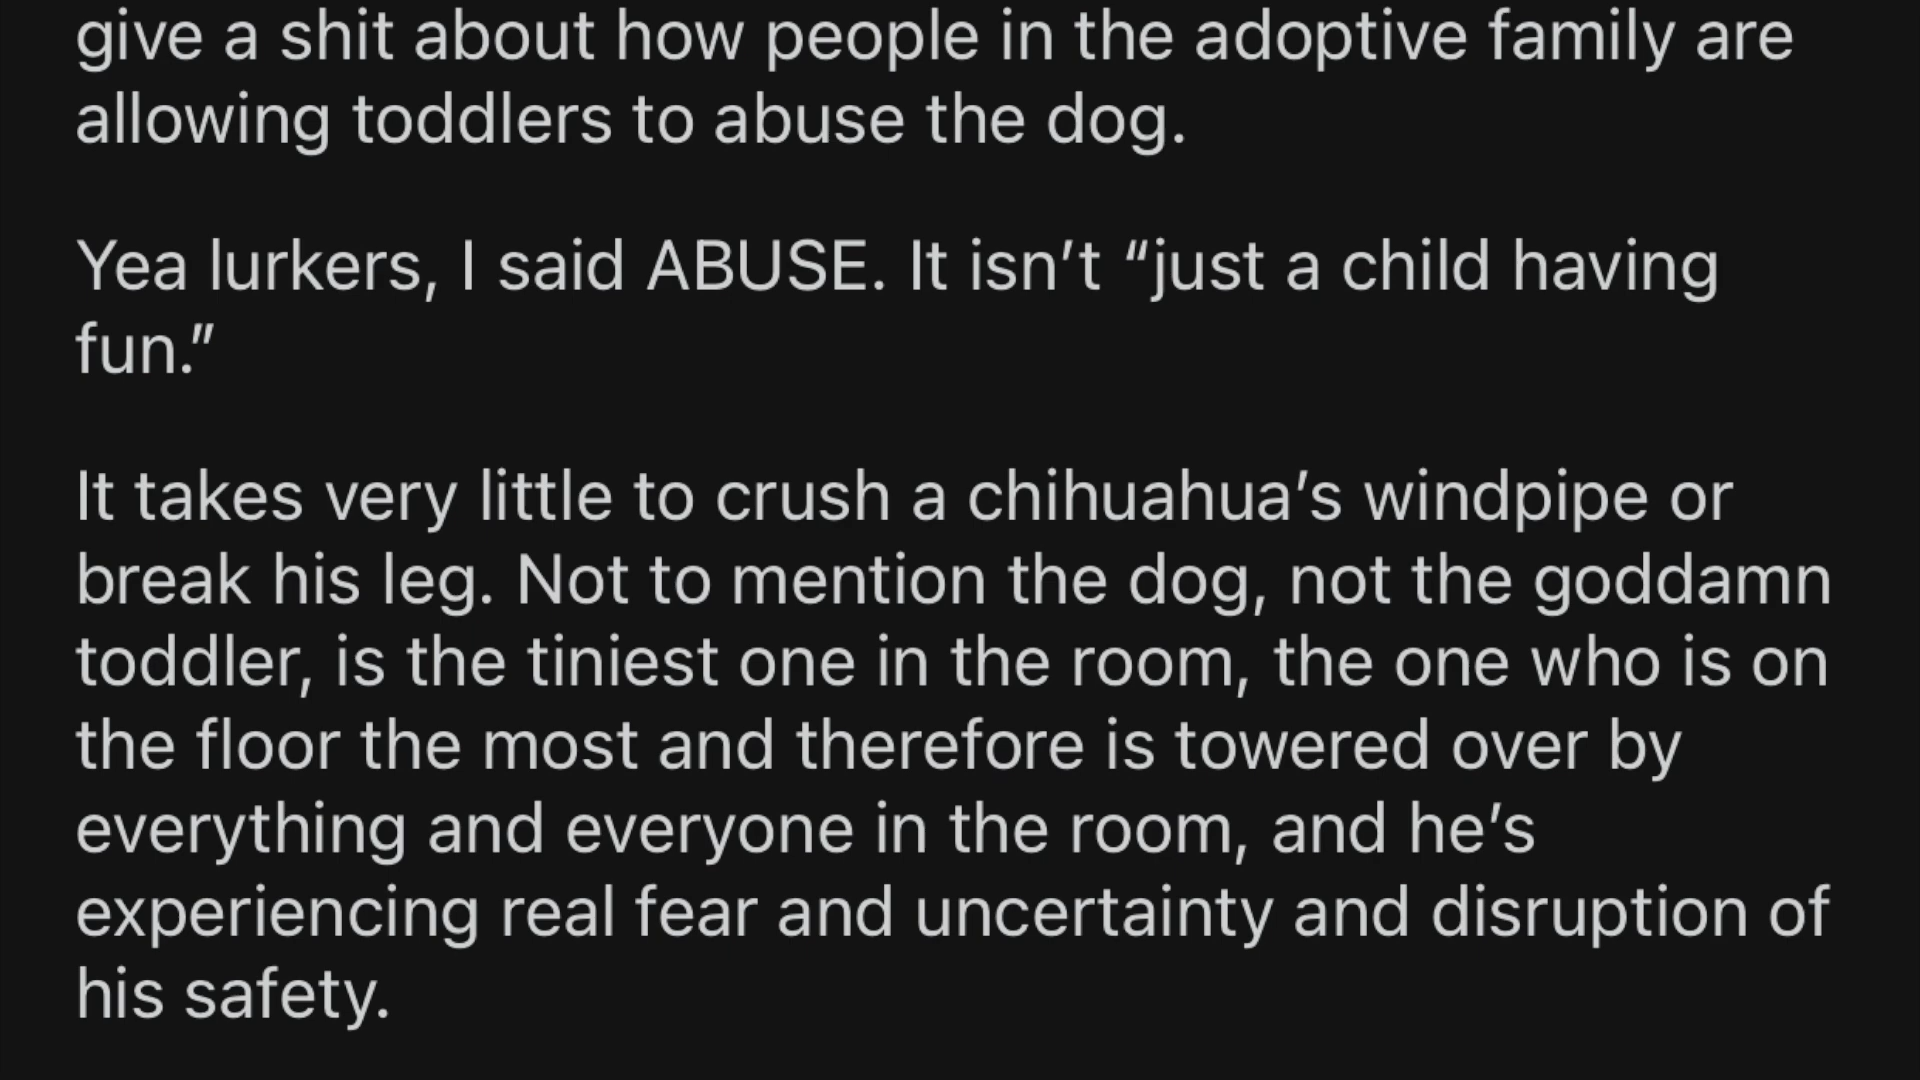 give a shit about how people in the adoptive family are
allowing toddlers to abuse the dog.
Yea lurkers, I said ABUSE. It isn’t “just a child having
fun.”
It takes very little to crush a chihuahua’s windpipe or
break his leg. Not to mention the dog, not the goddamn
toddler, is the tiniest one in the room, the one who is on
the floor the most and therefore is towered over by
everything and everyone in the room, and he’s
experiencing real fear and uncertainty and disruption of
his safety.